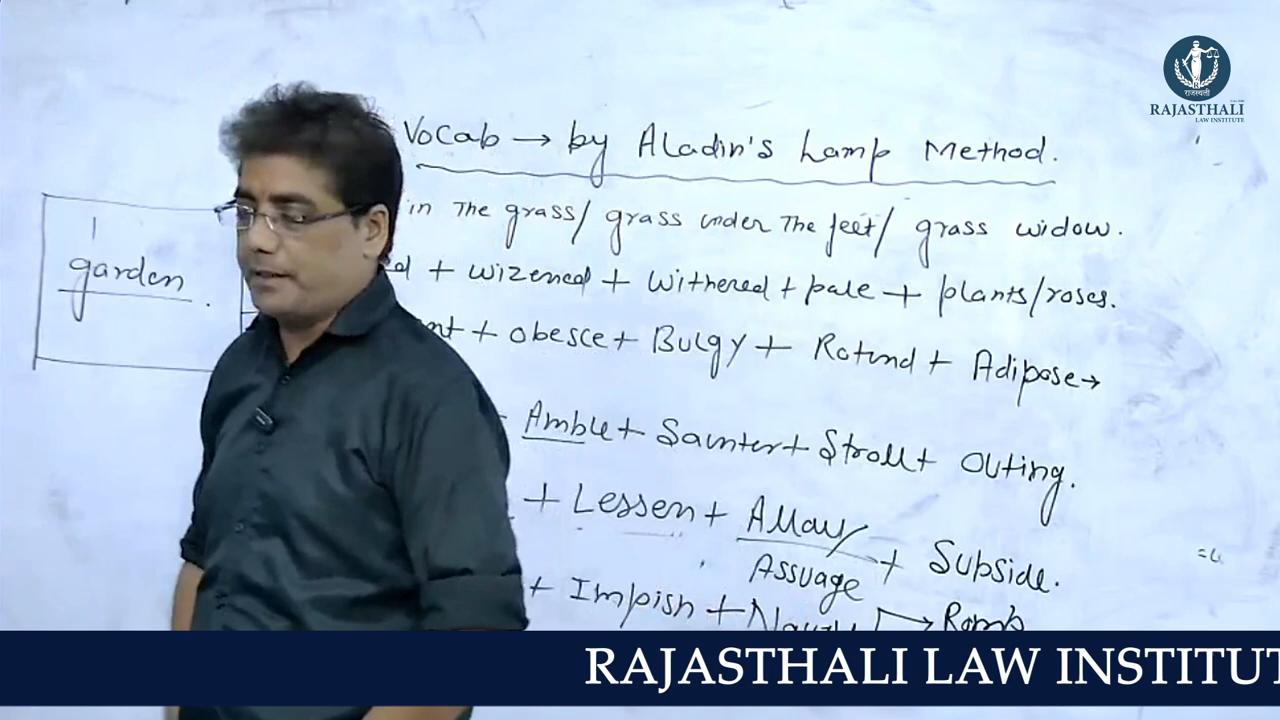 राजस्थली
RAJASTHALI
LAW INSTITUTE
Vocab → by Aladin's Lamp Method.
in The grass/ grass under The feet/ grass widow.
garden.
+ wizened + withered + pale + plants/roses.
+ obesce + Bulgy + Rotund + Adipose →
Amble + Saunter + Stroll + Outing.
+ Lessen + Allay + Subside.
Assuage
+ Impish +
RAJASTHALI LAW INSTITUT